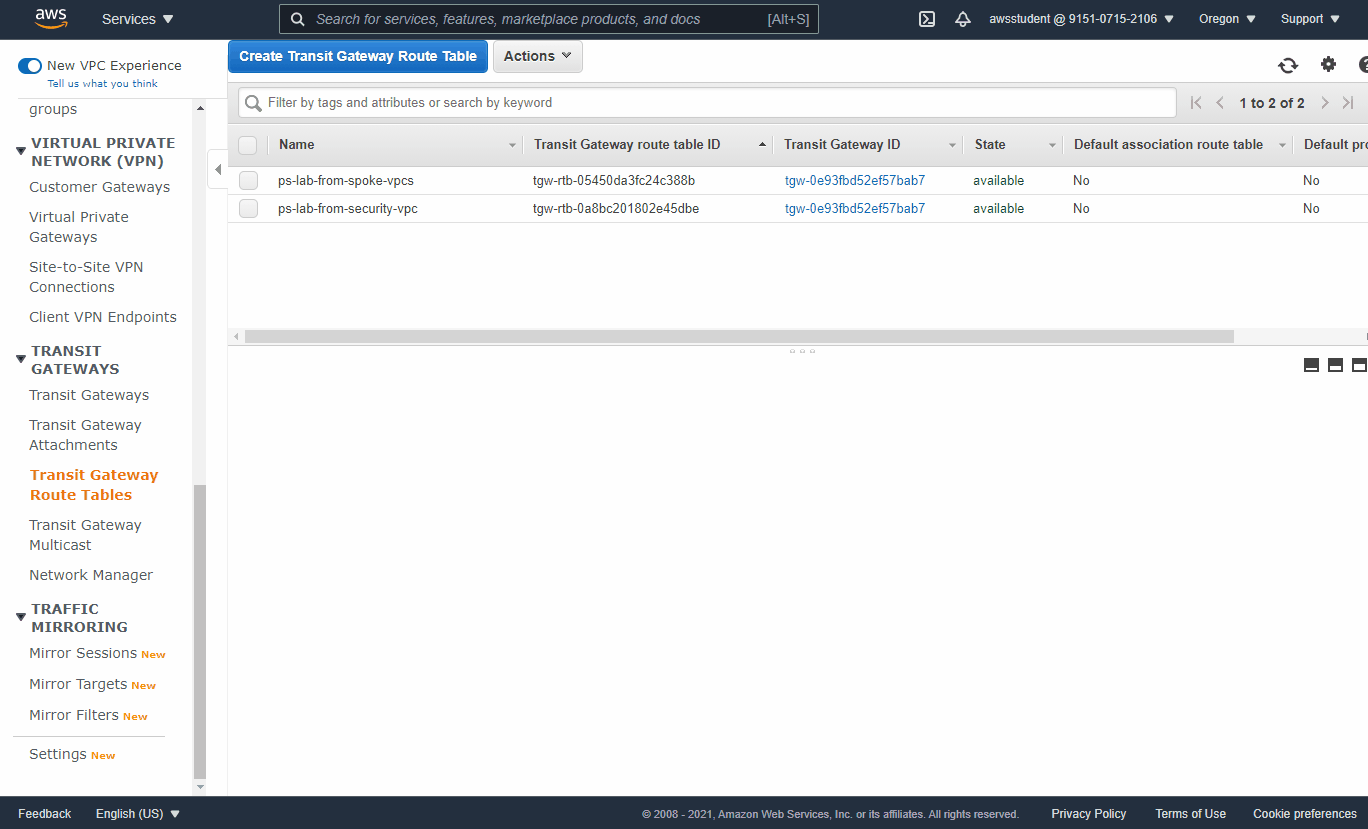 aws
Services
Search for services, features, marketplace products, and docs
[Alt+S]
awsstudent @ 9151-0715-2106
Oregon
Support
New VPC Experience
Tell us what you think
groups
VIRTUAL PRIVATE
NETWORK (VPN)
Customer Gateways
Virtual Private
Gateways
Site-to-Site VPN
Connections
Client VPN Endpoints
TRANSIT
GATEWAYS
Transit Gateways
Transit Gateway
Attachments
Transit Gateway
Route Tables
Transit Gateway
Multicast
Network Manager
TRAFFIC
MIRRORING
Mirror Sessions New
Mirror Targets New
Mirror Filters New
Settings New
Create Transit Gateway Route Table
Actions
Filter by tags and attributes or search by keyword
1 to 2 of 2
Name Transit Gateway route table ID Transit Gateway ID State Default association route table Default pro
ps-lab-from-spoke-vpcs tgw-rtb-05450da3fc24c388b tgw-0e93fbd52ef57bab7 available No No
ps-lab-from-security-vpc tgw-rtb-0a8bc201802e45dbe tgw-0e93fbd52ef57bab7 available No No
Feedback
English (US)
© 2008 - 2021, Amazon Web Services, Inc. or its affiliates. All rights reserved.
Privacy Policy
Terms of Use
Cookie preferences